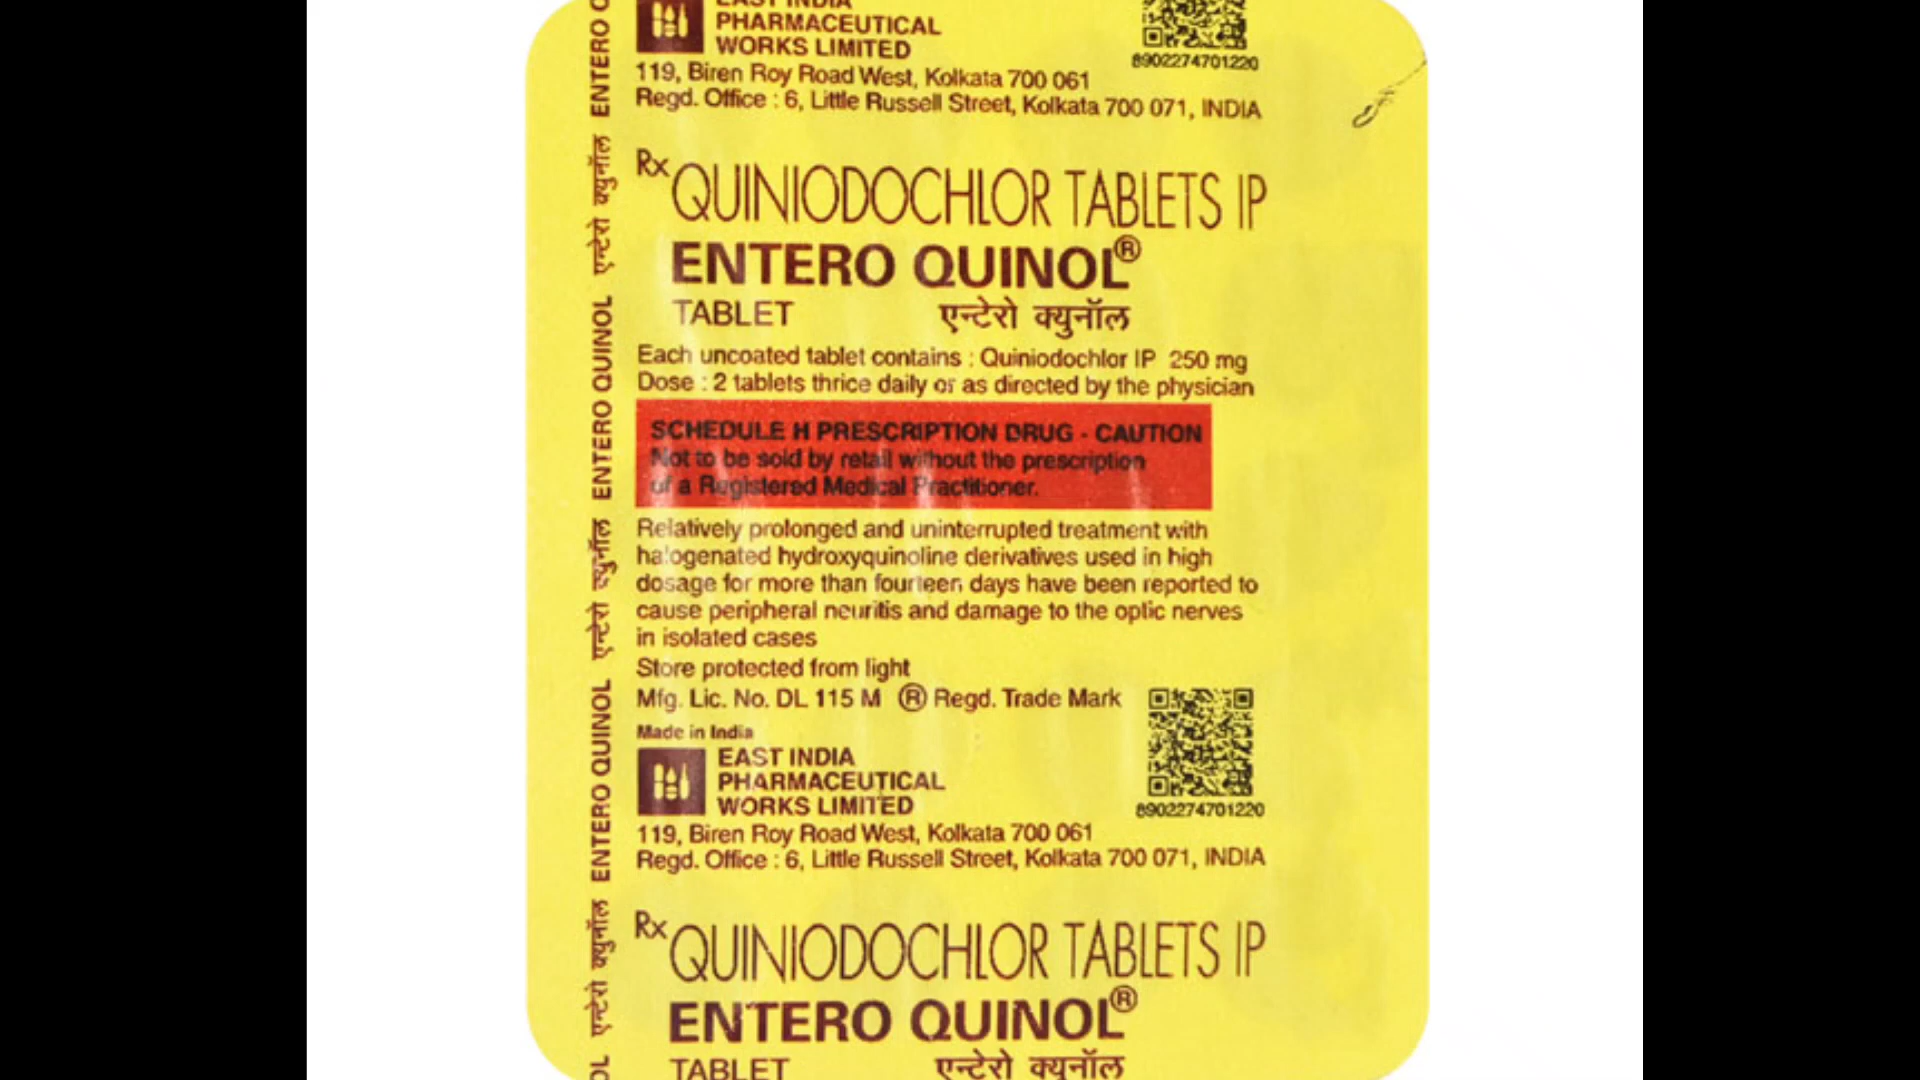 EAST INDIA
PHARMACEUTICAL
WORKS LIMITED
8902274701220
119, Biren Roy Road West, Kolkata 700 061
Regd. Office : 6, Little Russell Street, Kolkata 700 071, INDIA
Rx QUINIODOCHLOR TABLETS IP
ENTERO QUINOL®
TABLET एन्टेरो क्युनॉल
Each uncoated tablet contains : Quiniodochlor IP 250 mg
Dose : 2 tablets thrice daily or as directed by the physician
SCHEDULE H PRESCRIPTION DRUG - CAUTION
Not to be sold by retail without the prescription
of a Registered Medical Practitioner.
Relatively prolonged and uninterrupted treatment with
halogenated hydroxyquinoline derivatives used in high
dosage for more than fourteen days have been reported to
cause peripheral neuritis and damage to the optic nerves
in isolated cases
Store protected from light
Mfg. Lic. No. DL 115 M ® Regd. Trade Mark
Made in India
EAST INDIA
PHARMACEUTICAL
WORKS LIMITED
8902274701220
119, Biren Roy Road West, Kolkata 700 061
Regd. Office : 6, Little Russell Street, Kolkata 700 071, INDIA
Rx QUINIODOCHLOR TABLETS IP
ENTERO QUINOL®
TABLET एन्टेरो क्युनॉल
एन्टेरो क्युनॉल ENTERO QUINOL एन्टेरो क्युनॉल ENTERO QUINOL एन्टेरो क्युनॉल ENTERO